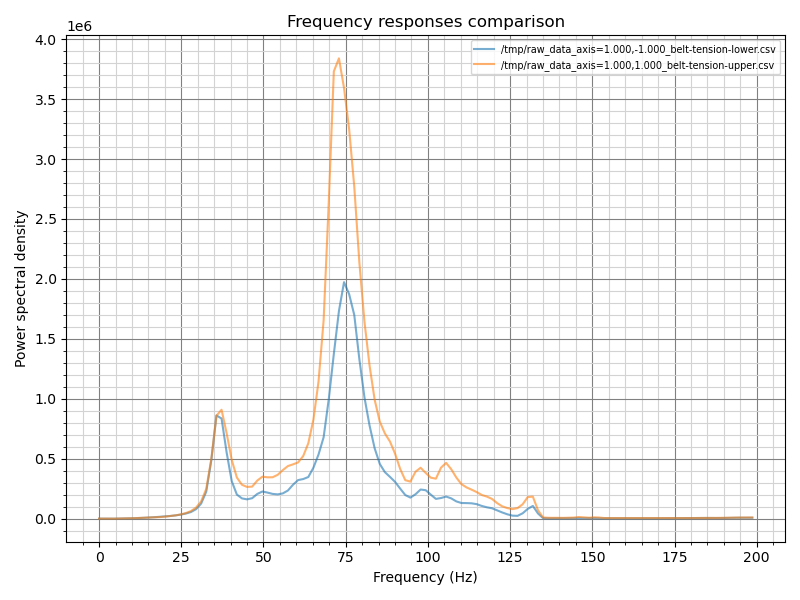 Frequency responses comparison
1e6
/tmp/raw_data_axis=1.000,-1.000_belt-tension-lower.csv
/tmp/raw_data_axis=1.000,1.000_belt-tension-upper.csv
4.0
3.5
3.0
2.5
2.0
1.5
1.0
0.5
0.0
Power spectral density
0 25 50 75 100 125 150 175 200
Frequency (Hz)